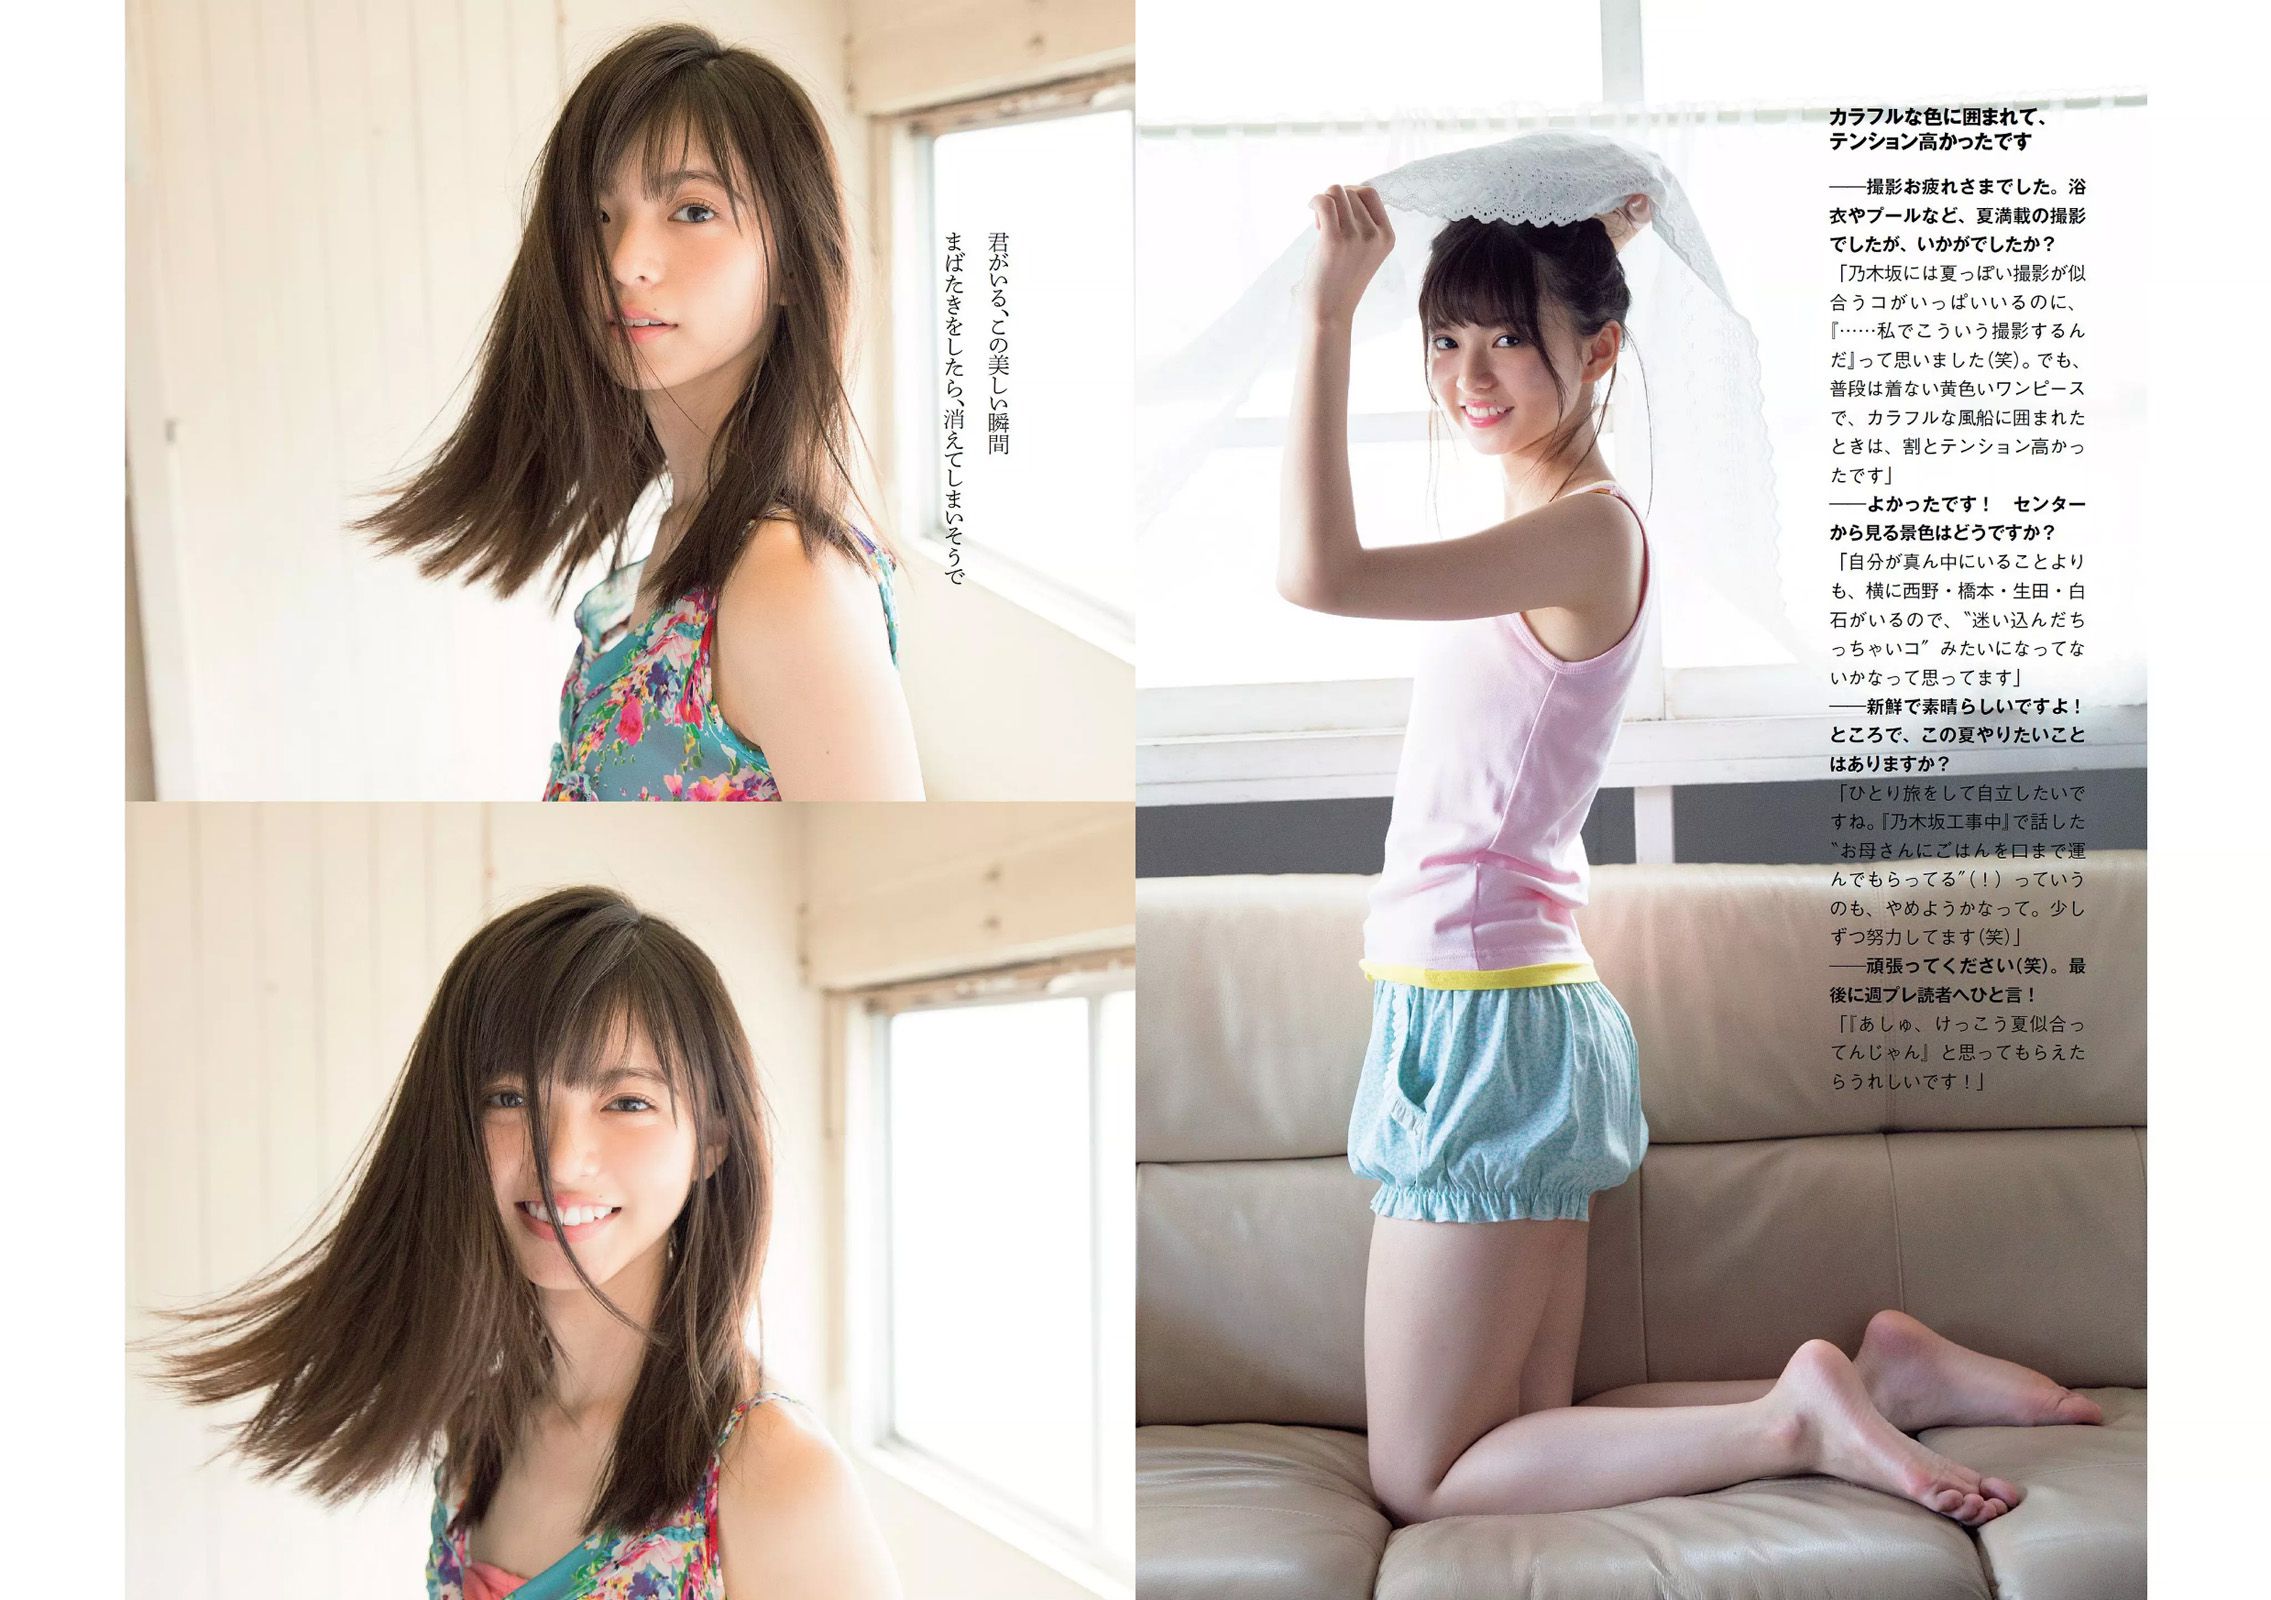 君がいる、この美しい瞬間
まばたきをしたら、消えてしまいそうで
カラフルな色に囲まれて、
テンション高かったです
――撮影お疲れさまでした。浴
衣やプールなど、夏満載の撮影
でしたが、いかがでしたか？
「乃木坂には夏っぽい撮影が似
合うコがいっぱいいるのに、
『……私でこういう撮影するん
だ』って思いました(笑)。でも、
普段は着ない黄色いワンピース
で、カラフルな風船に囲まれた
ときは、割とテンション高かっ
たです」
――よかったです！　センター
から見る景色はどうですか？
「自分が真ん中にいることより
も、横に西野・橋本・生田・白
石がいるので、〝迷い込んだち
っちゃいコ〟みたいになってな
いかなって思ってます」
――新鮮で素晴らしいですよ！
ところで、この夏やりたいこと
はありますか？
「ひとり旅をして自立したいで
すね。『乃木坂工事中』で話した
〝お母さんにごはんを口まで運
んでもらってる〟(！)っていう
のも、やめようかなって。少し
ずつ努力してます(笑)」
――頑張ってください(笑)。最
後に週プレ読者へひと言！
「『あしゅ、けっこう夏似合っ
てんじゃん』と思ってもらえた
らうれしいです！」